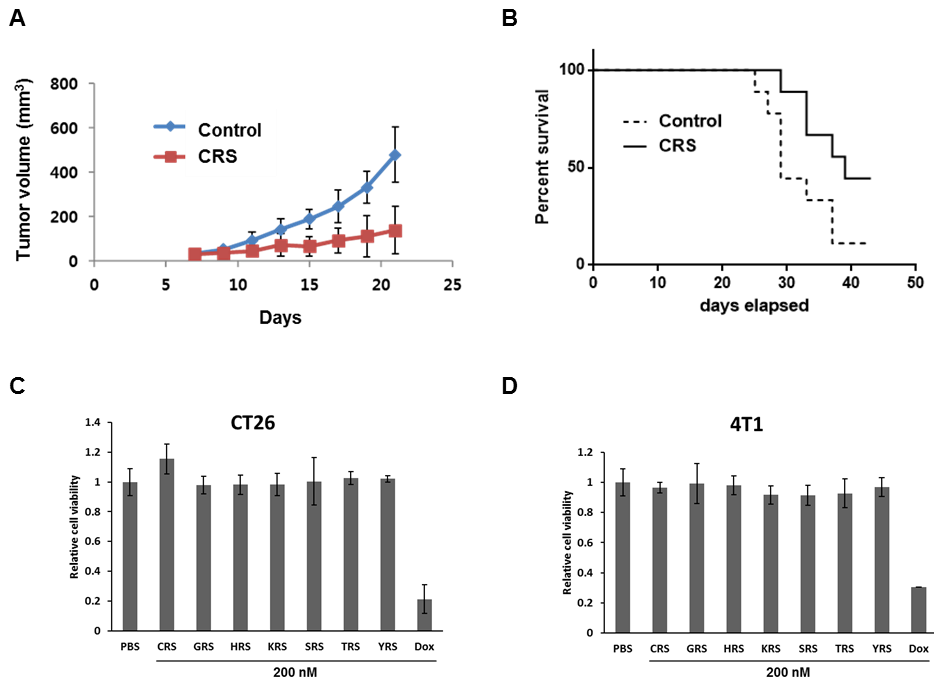 A
Tumor volume (mm³)
800
600
400
200
0
Control
CRS
0 5 10 15 20 25
Days
B
Percent survival
100
50
0
Control
CRS
0 10 20 30 40 50
days elapsed
C
CT26
Relative cell viability
1.4
1.2
1
0.8
0.6
0.4
0.2
0
PBS CRS GRS HRS KRS SRS TRS YRS Dox
200 nM
D
4T1
Relative cell viability
1.2
1
0.8
0.6
0.4
0.2
0
PBS CRS GRS HRS KRS SRS TRS YRS Dox
200 nM